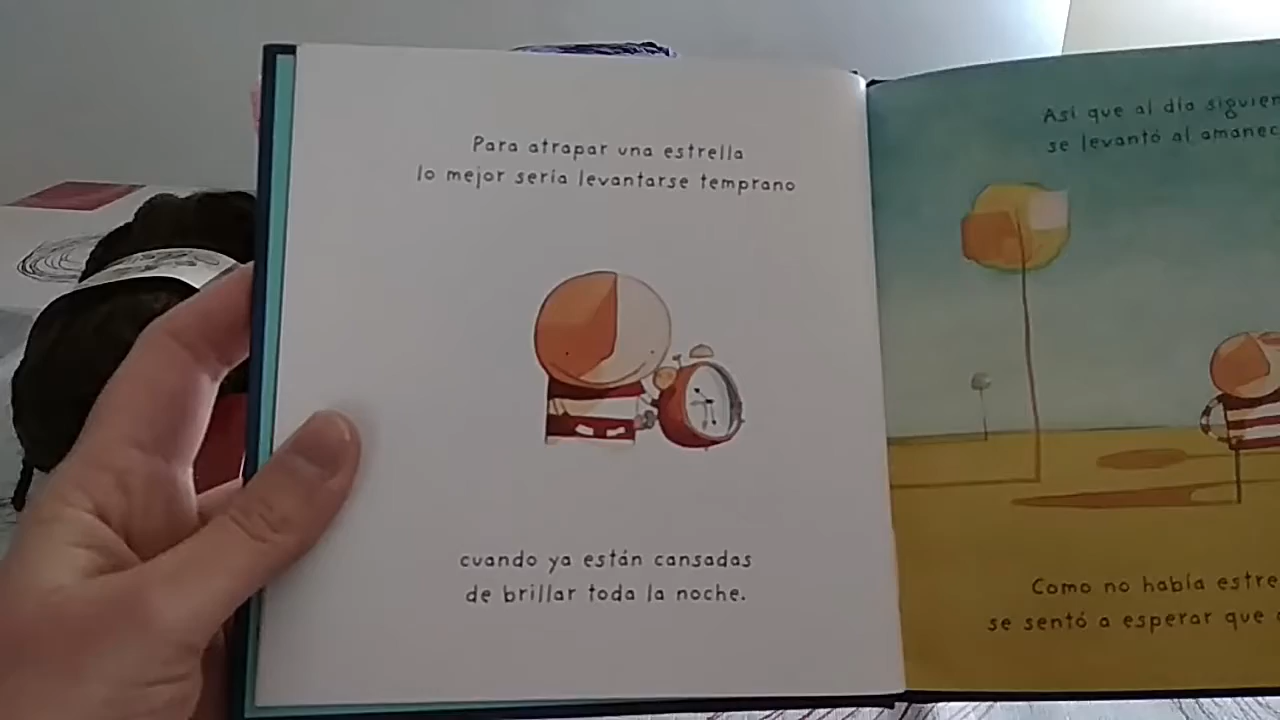 Para atrapar una estrella
lo mejor sería levantarse temprano
cuando ya están cansadas
de brillar toda la noche.
Así que al día
se levantó al
Como no había
se sentó a esperar que